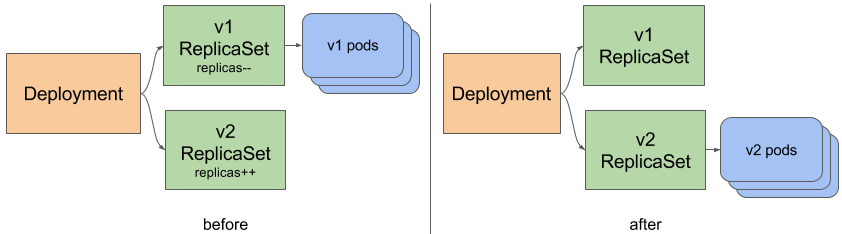 Deployment
v1
ReplicaSet
replicas--
v1 pods
v2
ReplicaSet
replicas++
before
Deployment
v1
ReplicaSet
v2
ReplicaSet
v2 pods
after